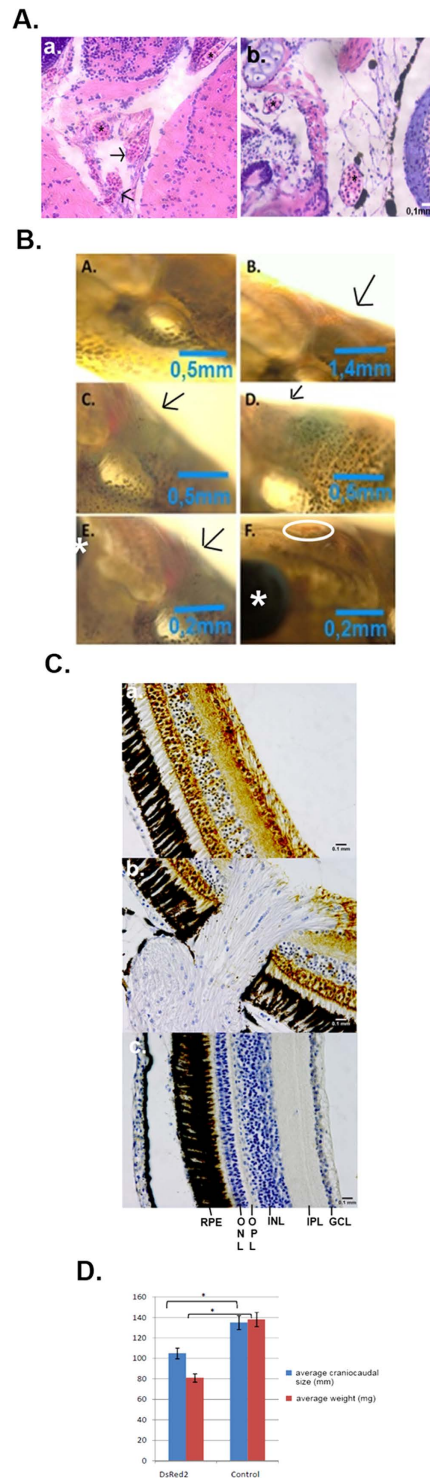 A.
a.
*
*
b.
*
*
0,1mm
B.
A.
0,5mm
B.
1,4mm
C.
0,5mm
D.
0,5mm
E.
*
0,2mm
F.
*
0,2mm
C.
a.
0.1 mm
b.
0.1 mm
c.
0.1 mm
RPE
O
N
L
O
P
L
INL
IPL
GCL
D.
160
140
120
100
80
60
40
20
0
*
*
DsRed2
Control
average craniocaudal
size (mm)
average weight (mg)